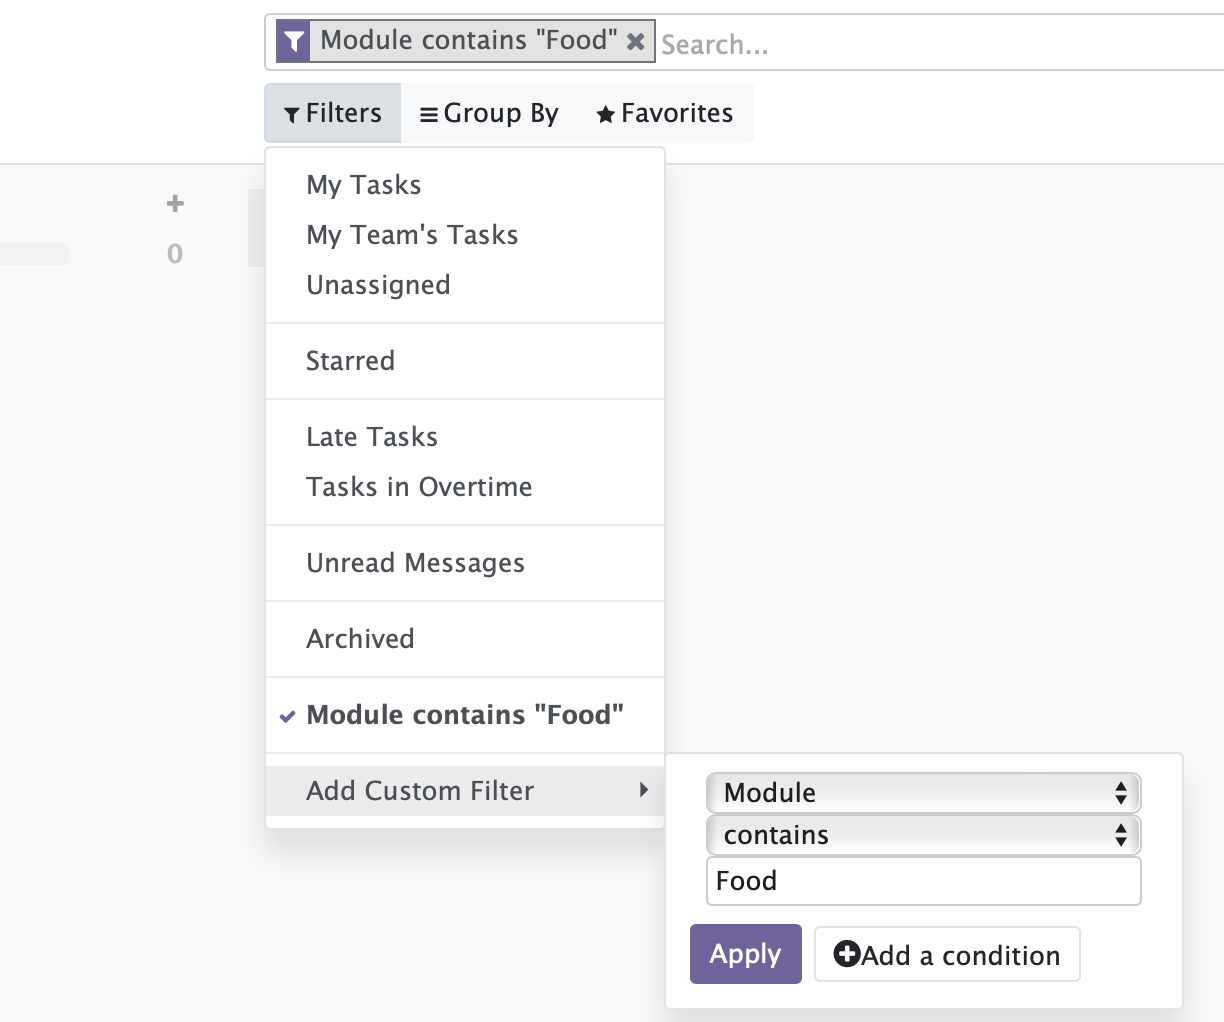 Module contains "Food"
Search...
Filters
Group By
Favorites
0
My Tasks
My Team's Tasks
Unassigned
Starred
Late Tasks
Tasks in Overtime
Unread Messages
Archived
Module contains "Food"
Add Custom Filter
Module
contains
Food
Apply
Add a condition